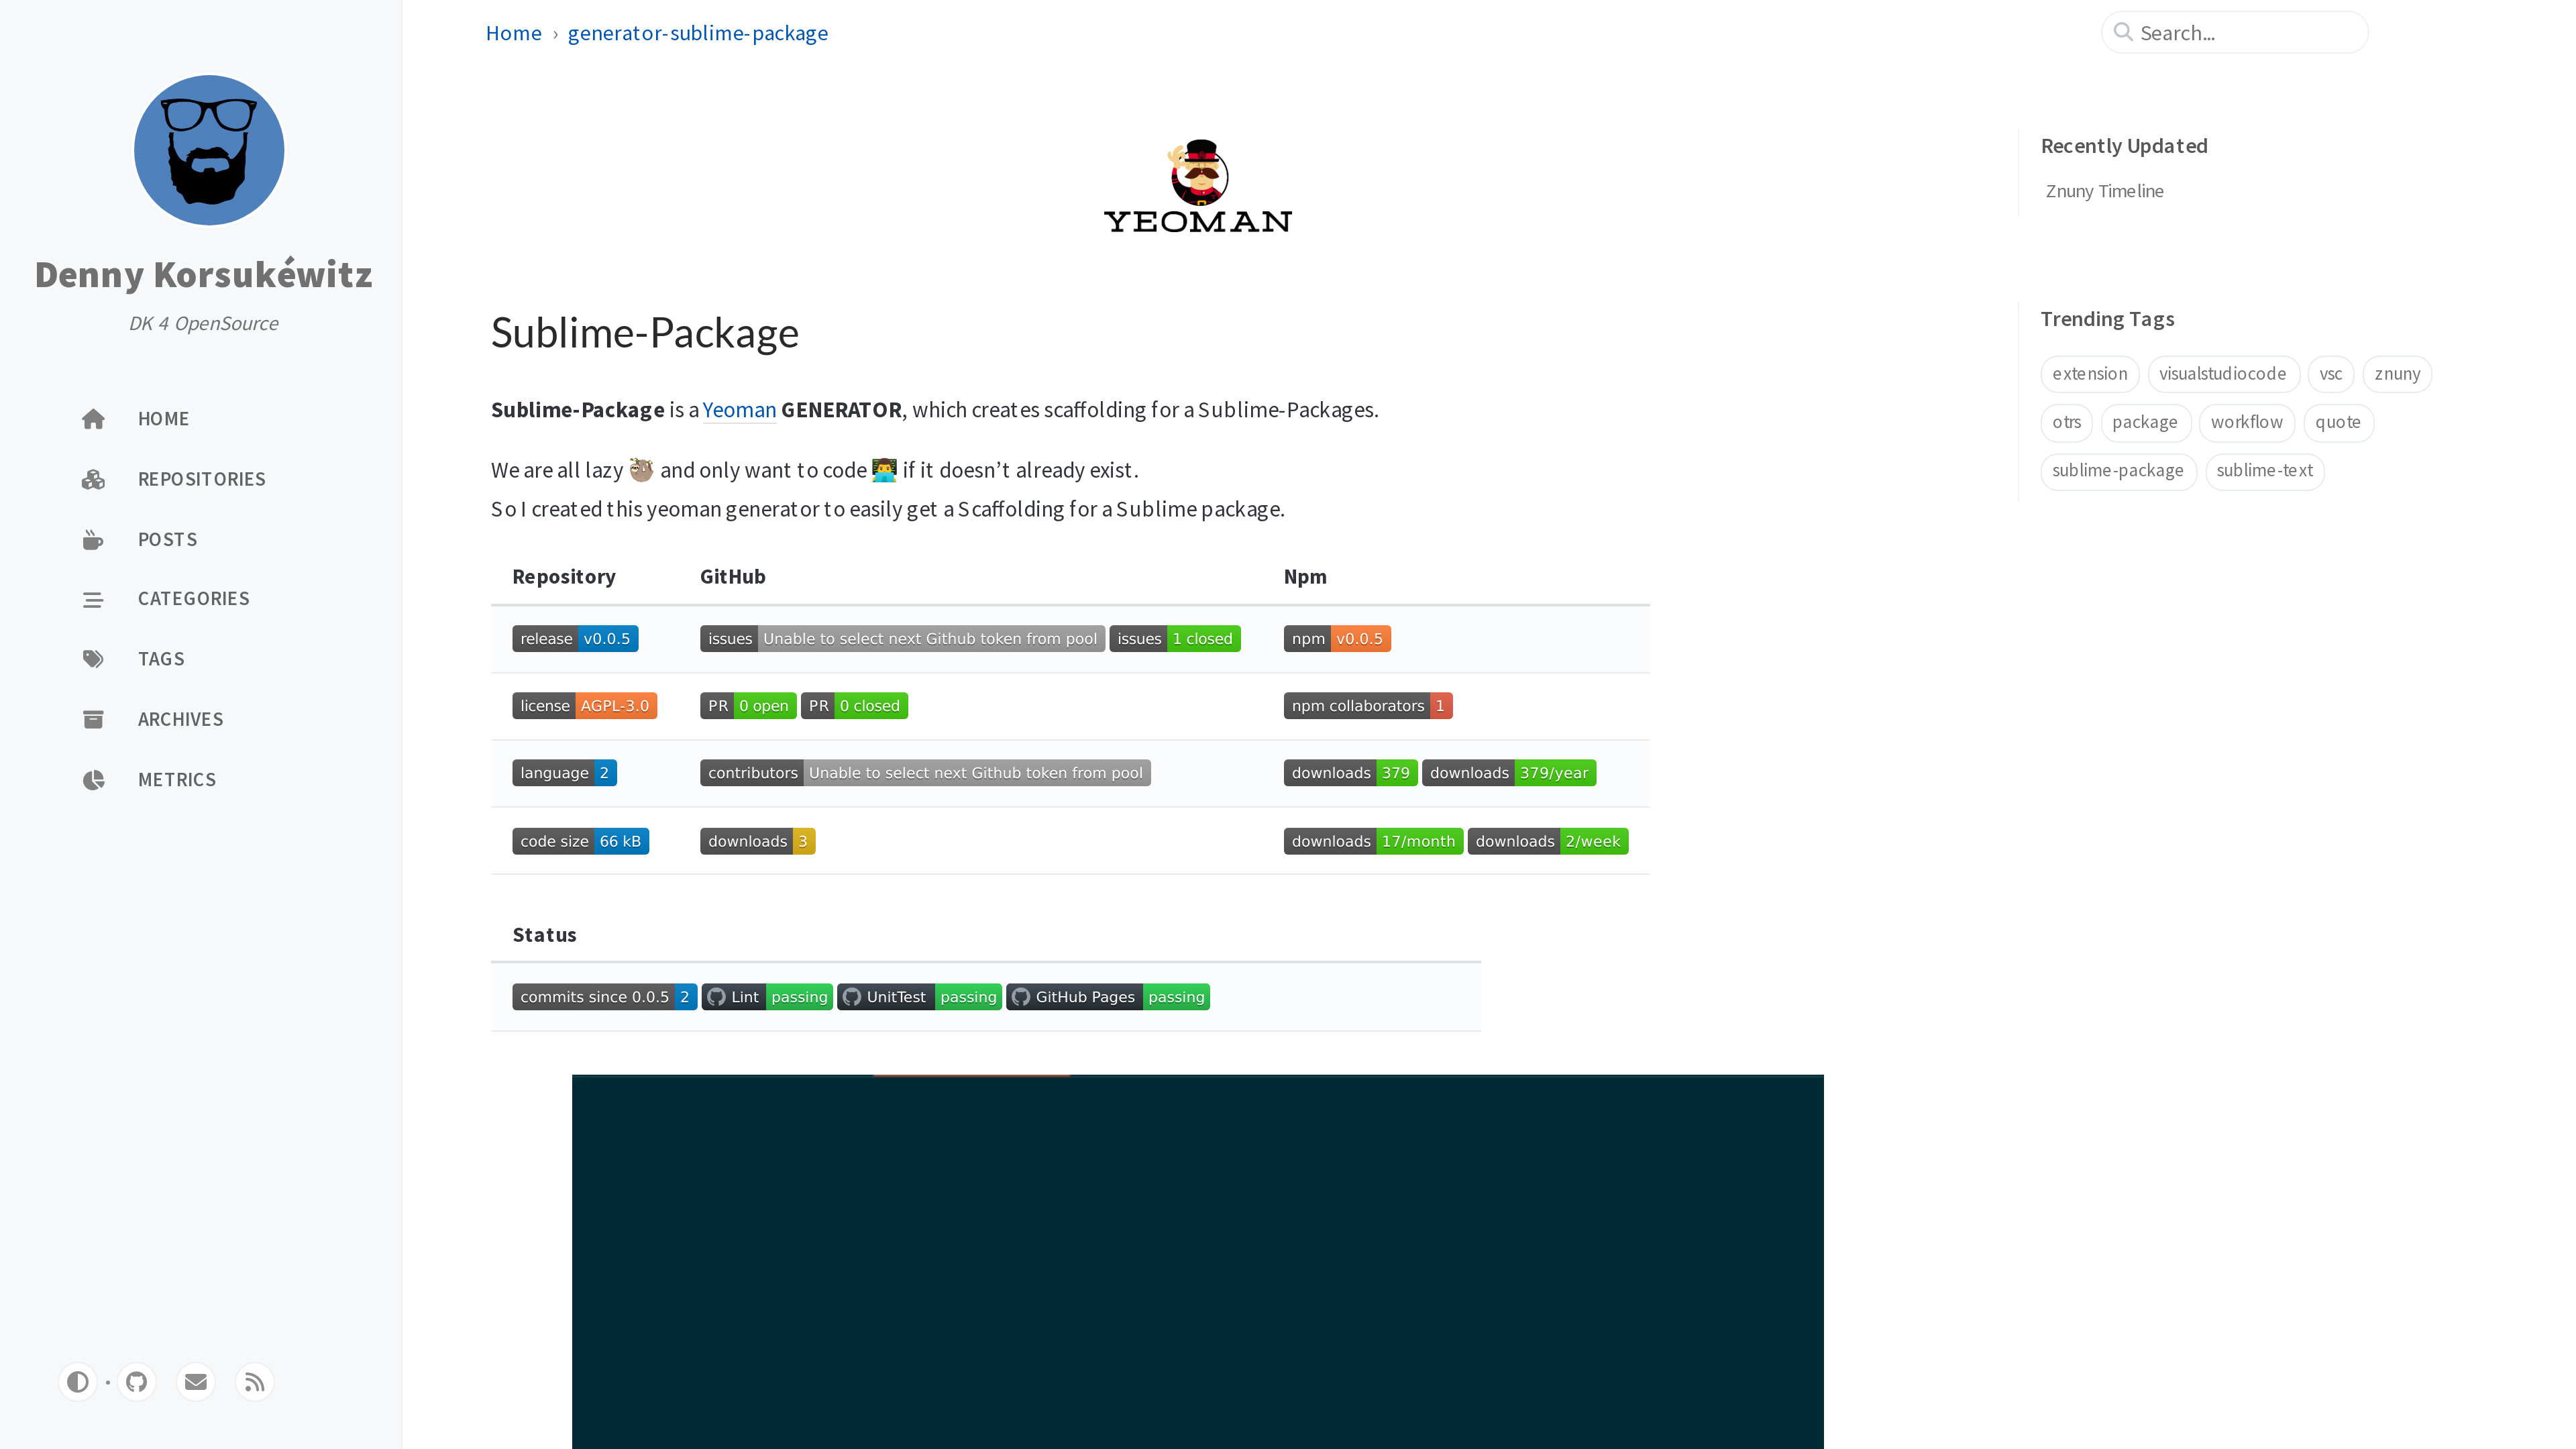 Denny Korsukéwitz
DK 4 OpenSource
HOME
REPOSITORIES
POSTS
CATEGORIES
TAGS
ARCHIVES
METRICS
Home › generator-sublime-package
Search...
YEOMAN
Sublime-Package
Sublime-Package is a Yeoman GENERATOR, which creates scaffolding for a Sublime-Packages.
We are all lazy 🦥 and only want to code 👨‍💻 if it doesn’t already exist.
So I created this yeoman generator to easily get a Scaffolding for a Sublime package.
Repository GitHub Npm
release v0.0.5 issues Unable to select next Github token from pool issues 1 closed npm v0.0.5
license AGPL-3.0 PR 0 open PR 0 closed npm collaborators 1
language 2 contributors Unable to select next Github token from pool downloads 379 downloads 379/year
code size 66 kB downloads 3 downloads 17/month downloads 2/week
Status
commits since 0.0.5 2 Lint passing UnitTest passing GitHub Pages passing
Recently Updated
Znuny Timeline
Trending Tags
extension visualstudiocode vsc znuny
otrs package workflow quote
sublime-package sublime-text